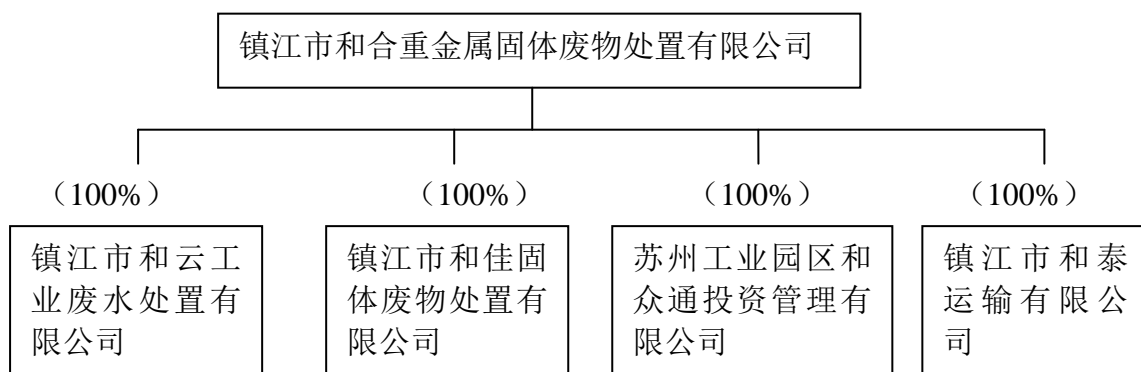 镇江市和合重金属固体废物处置有限公司
（100%） （100%） （100%） （100%）
镇江市和云工
业废水处置有
限公司
镇江市和佳固
体废物处置有
限公司
苏州工业园区和
众通投资管理有
限公司
镇江市和泰
运输有限公
司